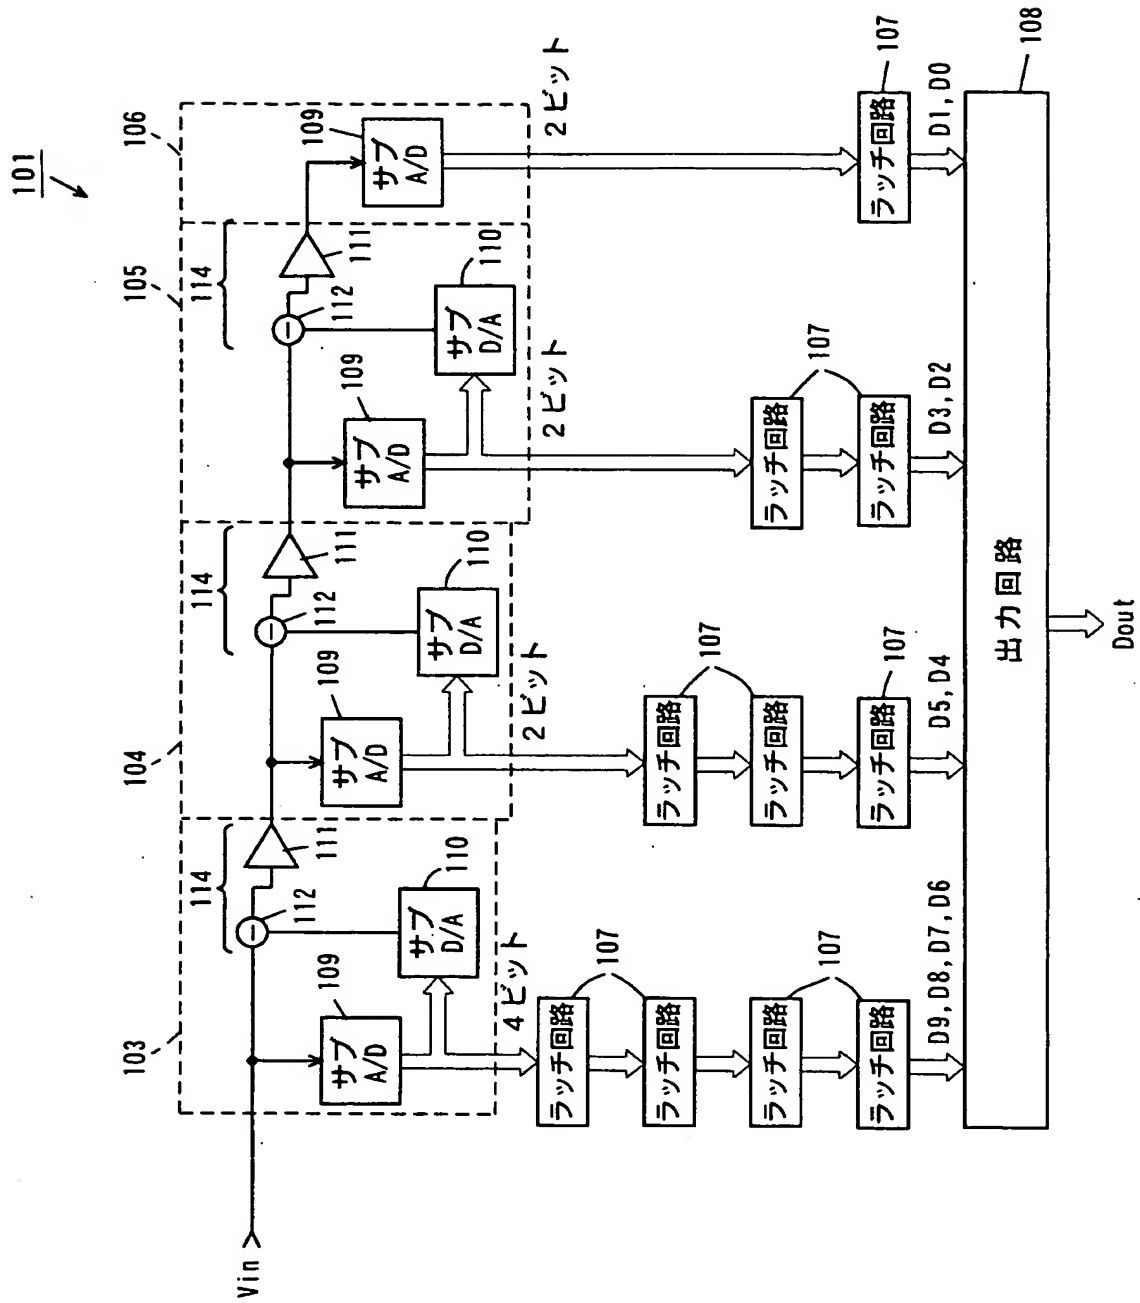 101
103
104
105
106
114
114
114
Vin
112
111
112
111
112
111
109
サブ
A/D
110
サブ
D/A
109
サブ
A/D
110
サブ
D/A
109
サブ
A/D
110
サブ
D/A
109
サブ
A/D
4ビット
2ビット
2ビット
2ビット
ラッチ回路
107
ラッチ回路
ラッチ回路
107
ラッチ回路
ラッチ回路
107
ラッチ回路
ラッチ回路
107
ラッチ回路
107
ラッチ回路
ラッチ回路
107
D9,D8,D7,D6
D5,D4
D3,D2
D1,D0
出力回路
108
Dout